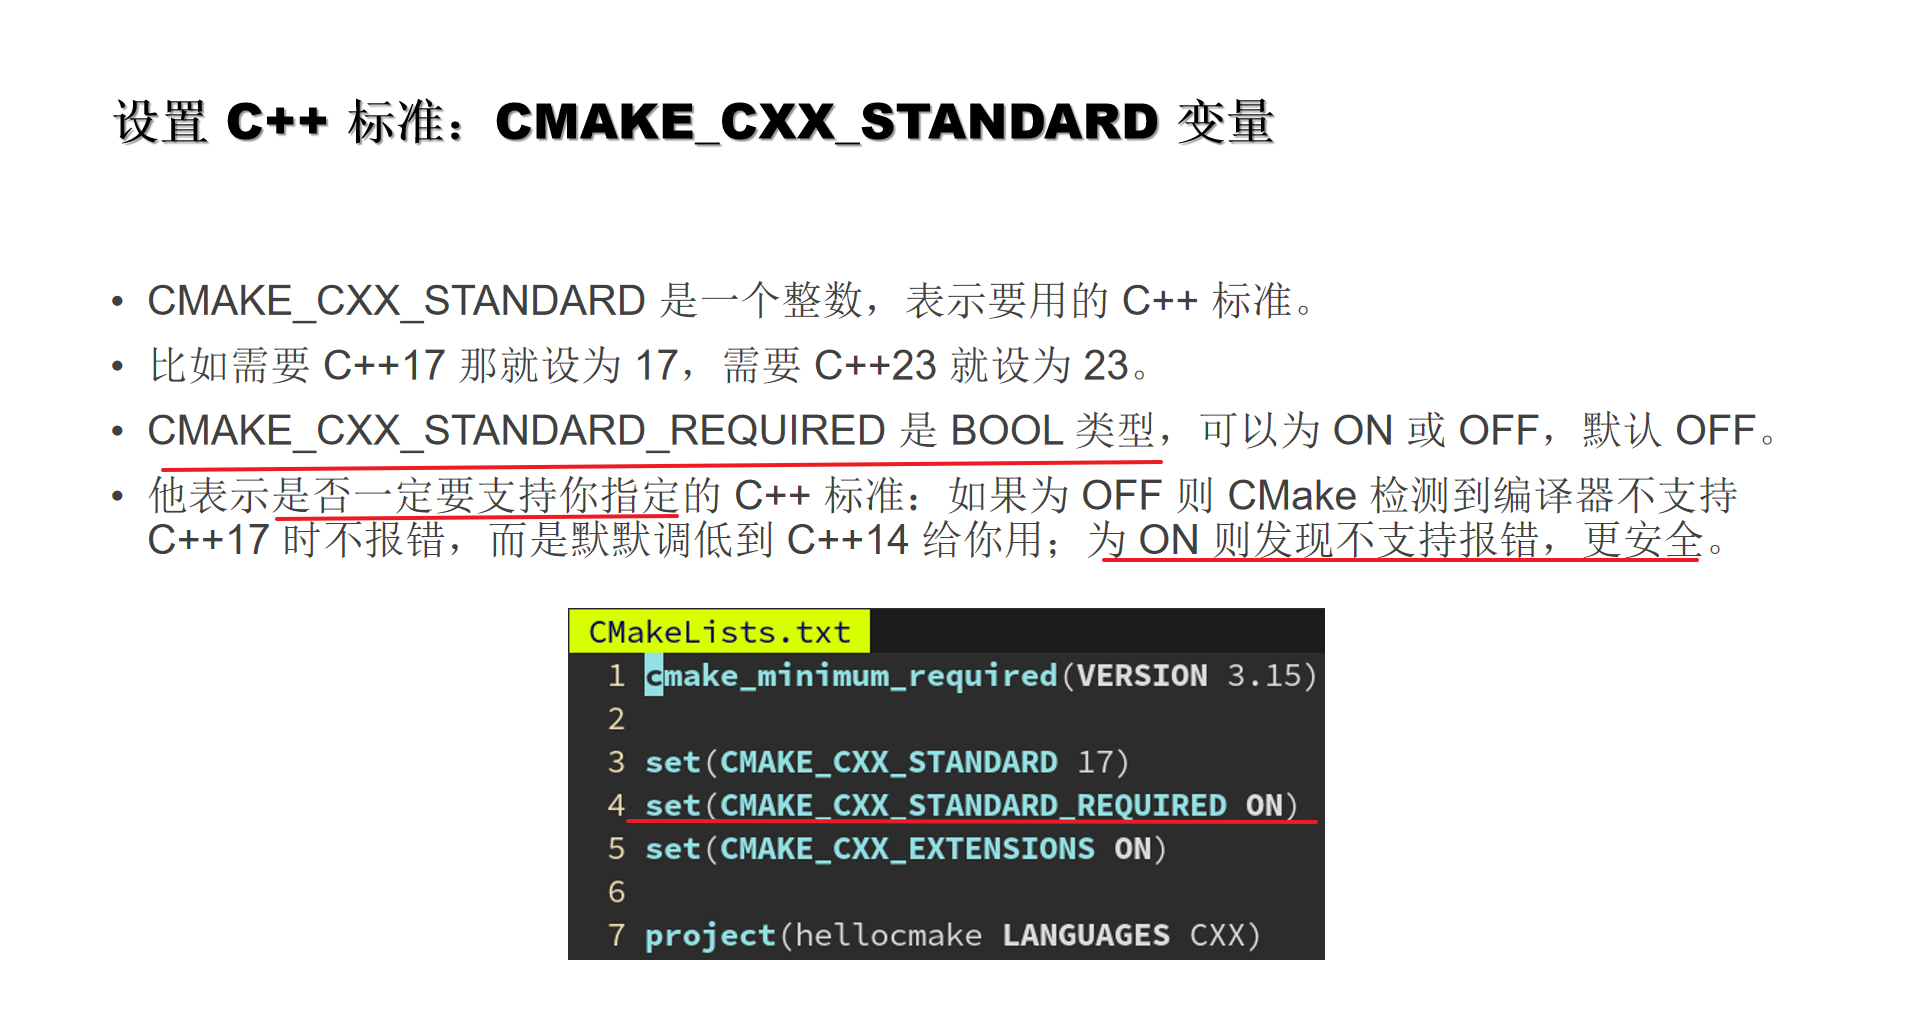 设置 C++ 标准：CMAKE_CXX_STANDARD 变量
• CMAKE_CXX_STANDARD 是一个整数，表示要用的 C++ 标准。
• 比如需要 C++17 那就设为 17，需要 C++23 就设为 23。
• CMAKE_CXX_STANDARD_REQUIRED 是 BOOL 类型，可以为 ON 或 OFF，默认 OFF。
• 他表示是否一定要支持你指定的 C++ 标准：如果为 OFF 则 CMake 检测到编译器不支持
C++17 时不报错，而是默默调低到 C++14 给你用；为 ON 则发现不支持报错，更安全。
CMakeLists.txt
1 cmake_minimum_required(VERSION 3.15)
2
3 set(CMAKE_CXX_STANDARD 17)
4 set(CMAKE_CXX_STANDARD_REQUIRED ON)
5 set(CMAKE_CXX_EXTENSIONS ON)
6
7 project(hellocmake LANGUAGES CXX)